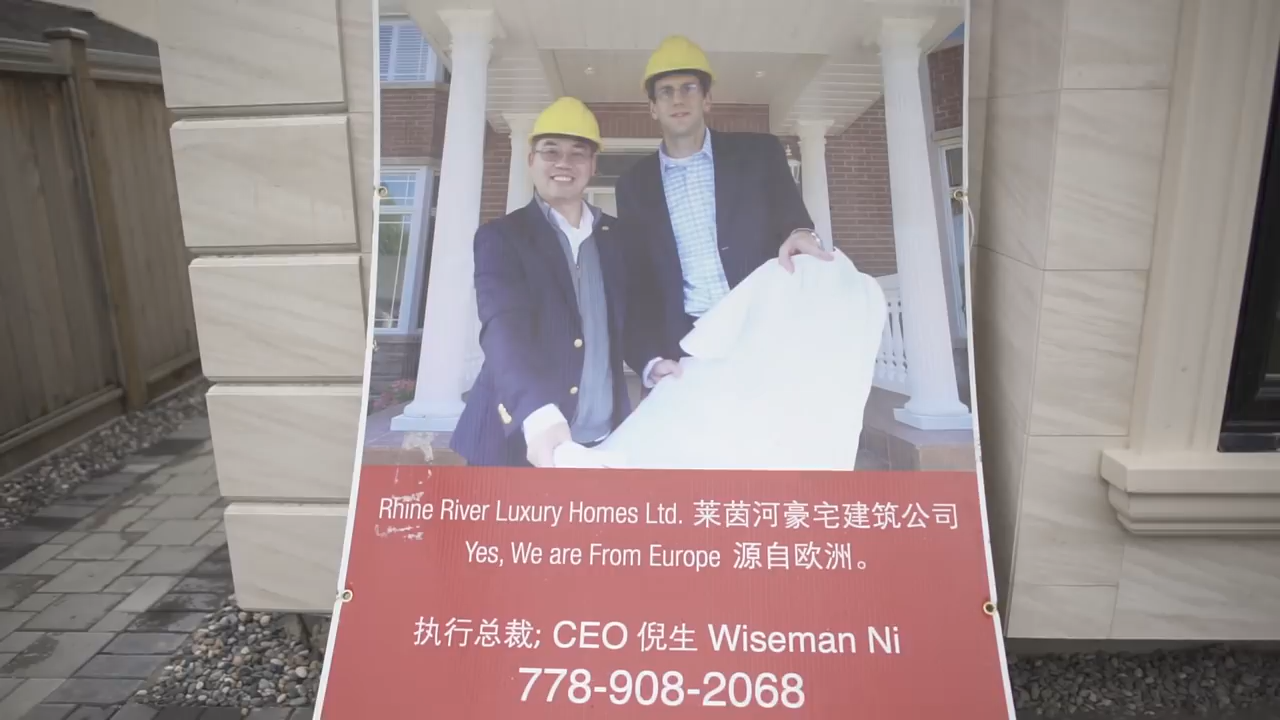 Rhine River Luxury Homes Ltd. 莱茵河豪宅建筑公司
Yes, We are From Europe 源自欧洲。
执行总裁; CEO 倪生 Wiseman Ni
778-908-2068